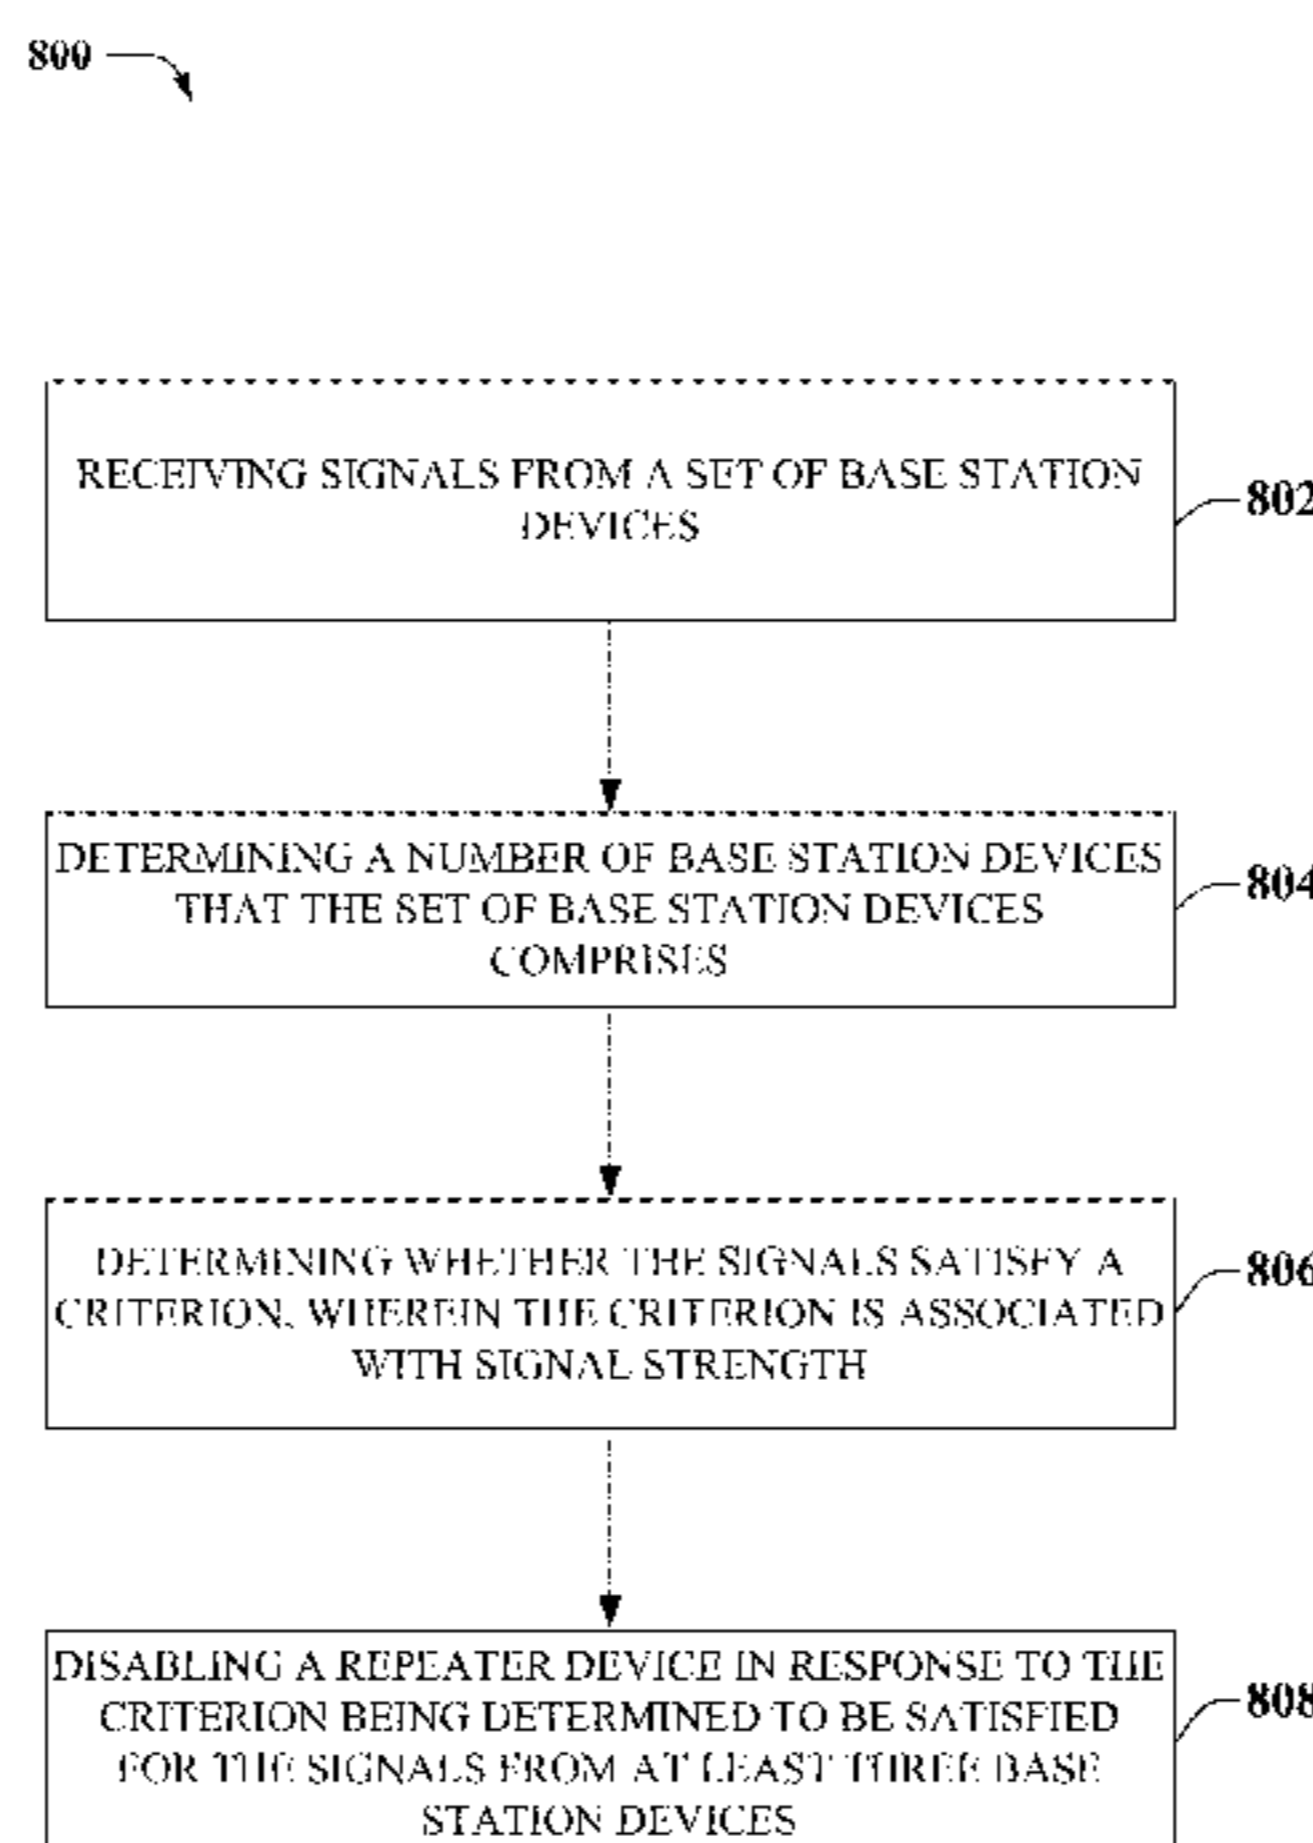 800
RECEIVING SIGNALS FROM A SET OF BASE STATION
DEVICES
802
DETERMINING A NUMBER OF BASE STATION DEVICES
THAT THE SET OF BASE STATION DEVICES
COMPRISES
804
DETERMINING WHETHER THE SIGNALS SATISFY A
CRITERION, WHEREIN THE CRITERION IS ASSOCIATED
WITH SIGNAL STRENGTH
806
DISABLING A REPEATER DEVICE IN RESPONSE TO THE
CRITERION BEING DETERMINED TO BE SATISFIED
FOR THE SIGNALS FROM AT LEAST THREE BASE
STATION DEVICES
808